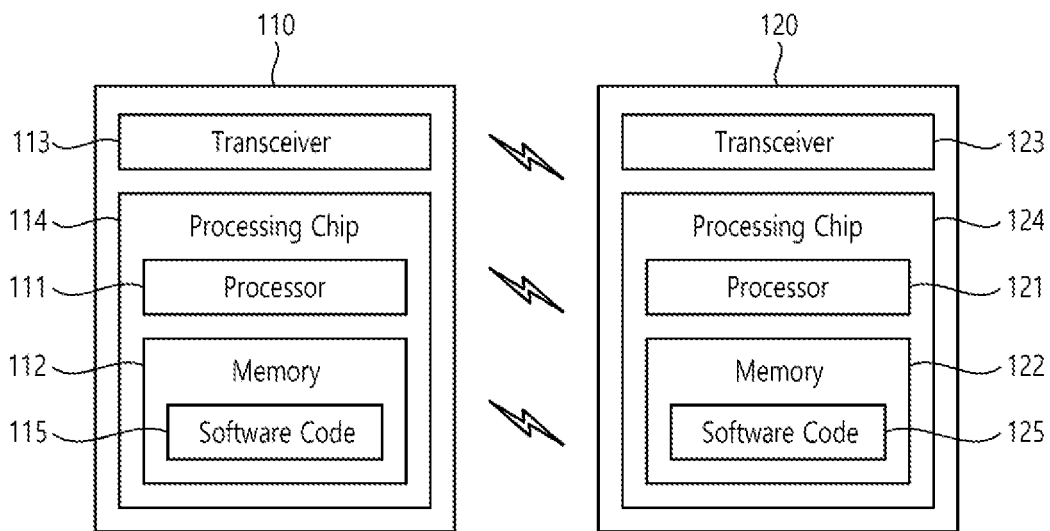 110 120
113 Transceiver Transceiver 123
114 Processing Chip Processing Chip 124
111 Processor Processor 121
112 Memory Memory 122
115 Software Code Software Code 125